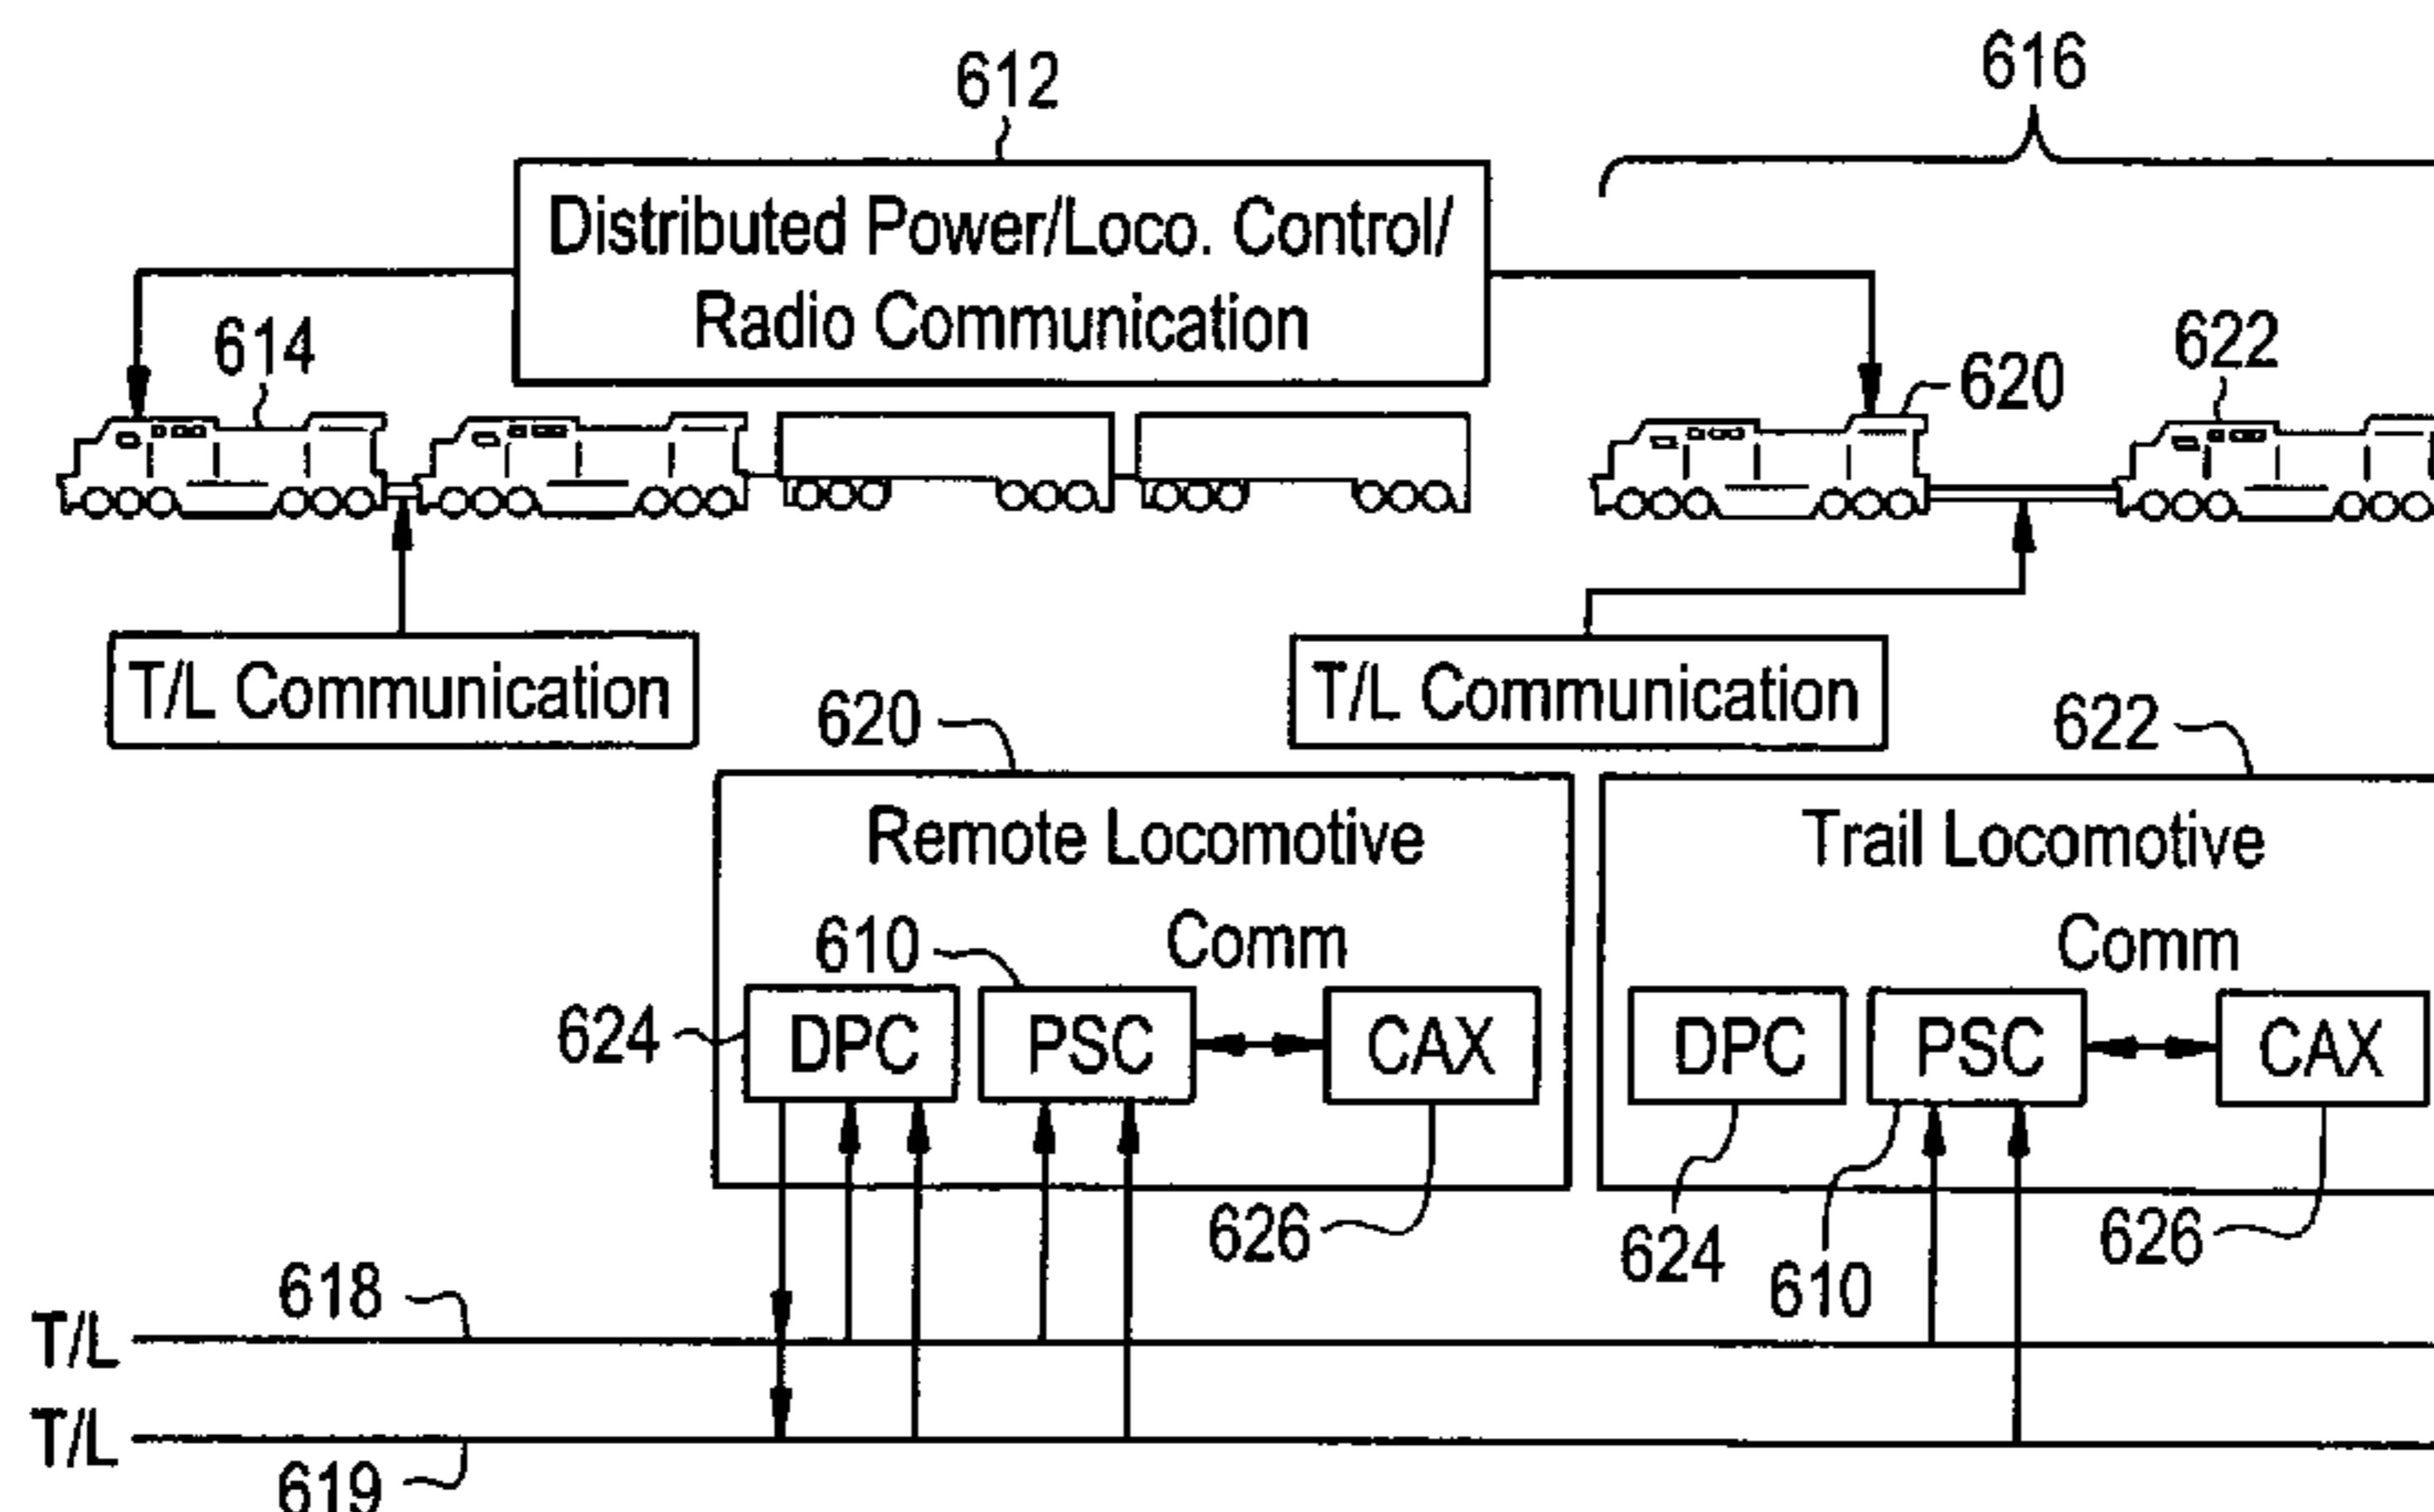 612
616
Distributed Power/Loco. Control/
Radio Communication
614
620
622
T/L Communication
T/L Communication
620
622
Remote Locomotive
Trail Locomotive
610
Comm
Comm
624
DPC
PSC
CAX
DPC
PSC
CAX
626
624
610
626
618
T/L
T/L
619